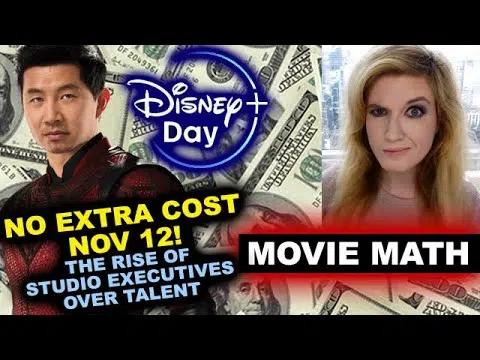 Disney+
Day
NO EXTRA COST
NOV 12!
THE RISE OF
STUDIO EXECUTIVES
OVER TALENT
MOVIE MATH